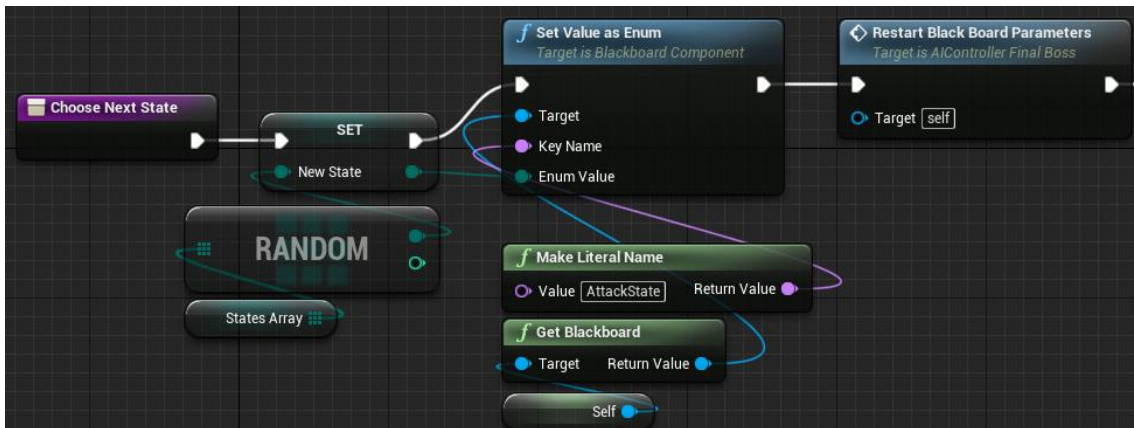 Choose Next State
SET
New State
RANDOM
States Array
Set Value as Enum
Target is Blackboard Component
Target
Key Name
Enum Value
Make Literal Name
Value AttackState Return Value
Get Blackboard
Target Return Value
Self
Restart Black Board Parameters
Target is AIController Final Boss
Target self